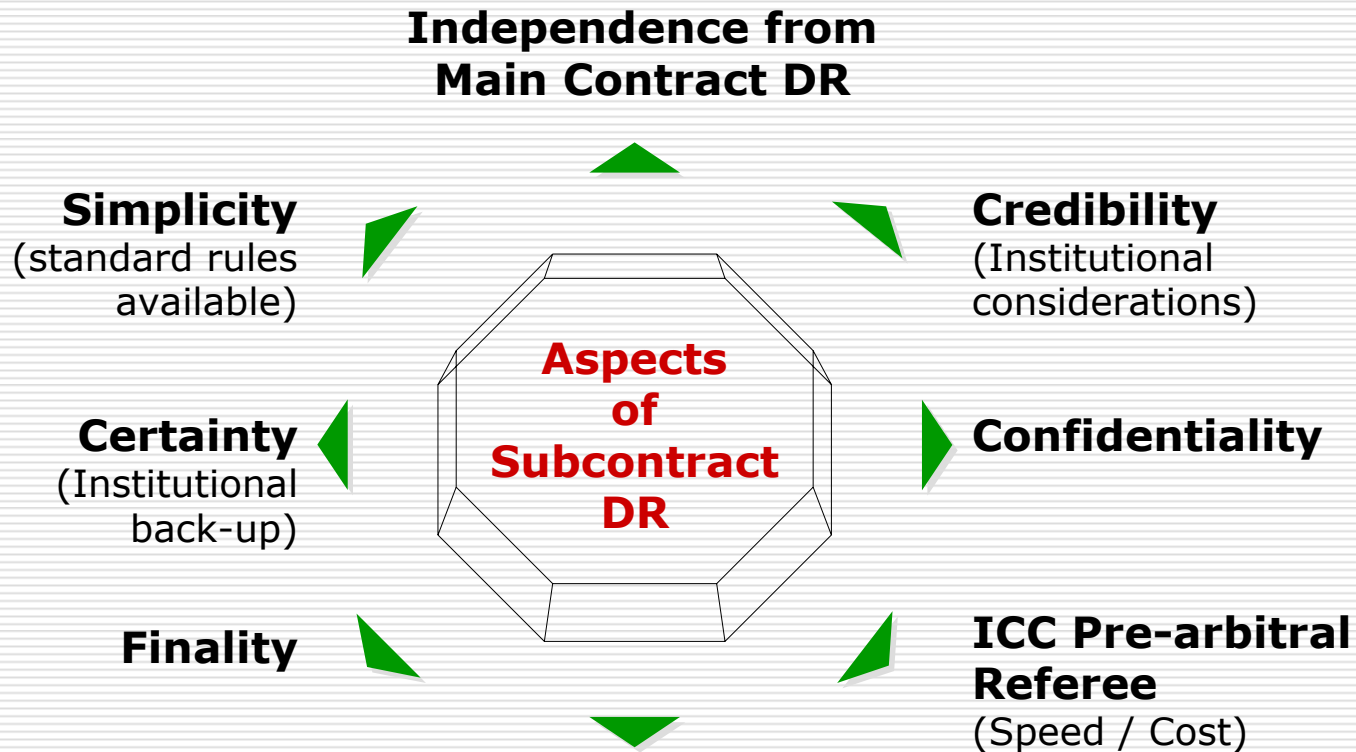 Independence from
Main Contract DR
Simplicity
(standard rules
available)
Credibility
(Institutional
considerations)
Aspects
of
Subcontract
DR
Certainty
(Institutional
back-up)
Confidentiality
Finality
ICC Pre-arbitral
Referee
(Speed / Cost)